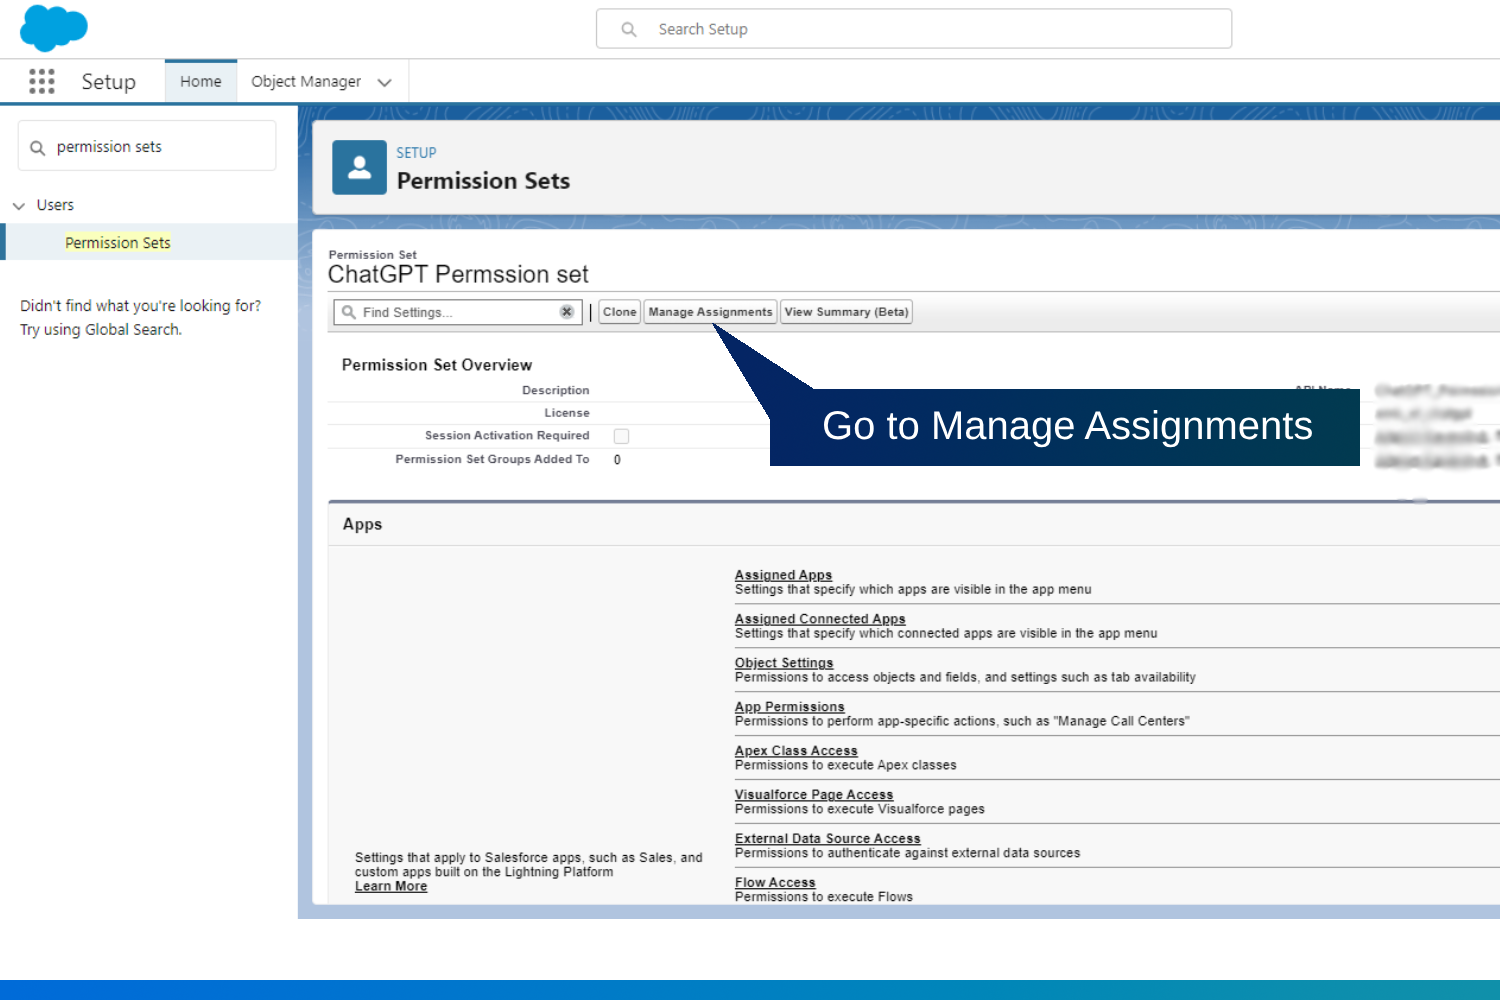 Search Setup
Setup
Home
Object Manager
permission sets
Users
Permission Sets
Didn't find what you're looking for?
Try using Global Search.
SETUP
Permission Sets
Permission Set
ChatGPT Permssion set
Find Settings...
Clone
Manage Assignments
View Summary (Beta)
Permission Set Overview
Description
License
Session Activation Required
Permission Set Groups Added To 0
Go to Manage Assignments
Apps
Settings that apply to Salesforce apps, such as Sales, and
custom apps built on the Lightning Platform
Learn More
Assigned Apps
Settings that specify which apps are visible in the app menu
Assigned Connected Apps
Settings that specify which connected apps are visible in the app menu
Object Settings
Permissions to access objects and fields, and settings such as tab availability
App Permissions
Permissions to perform app-specific actions, such as "Manage Call Centers"
Apex Class Access
Permissions to execute Apex classes
Visualforce Page Access
Permissions to execute Visualforce pages
External Data Source Access
Permissions to authenticate against external data sources
Flow Access
Permissions to execute Flows